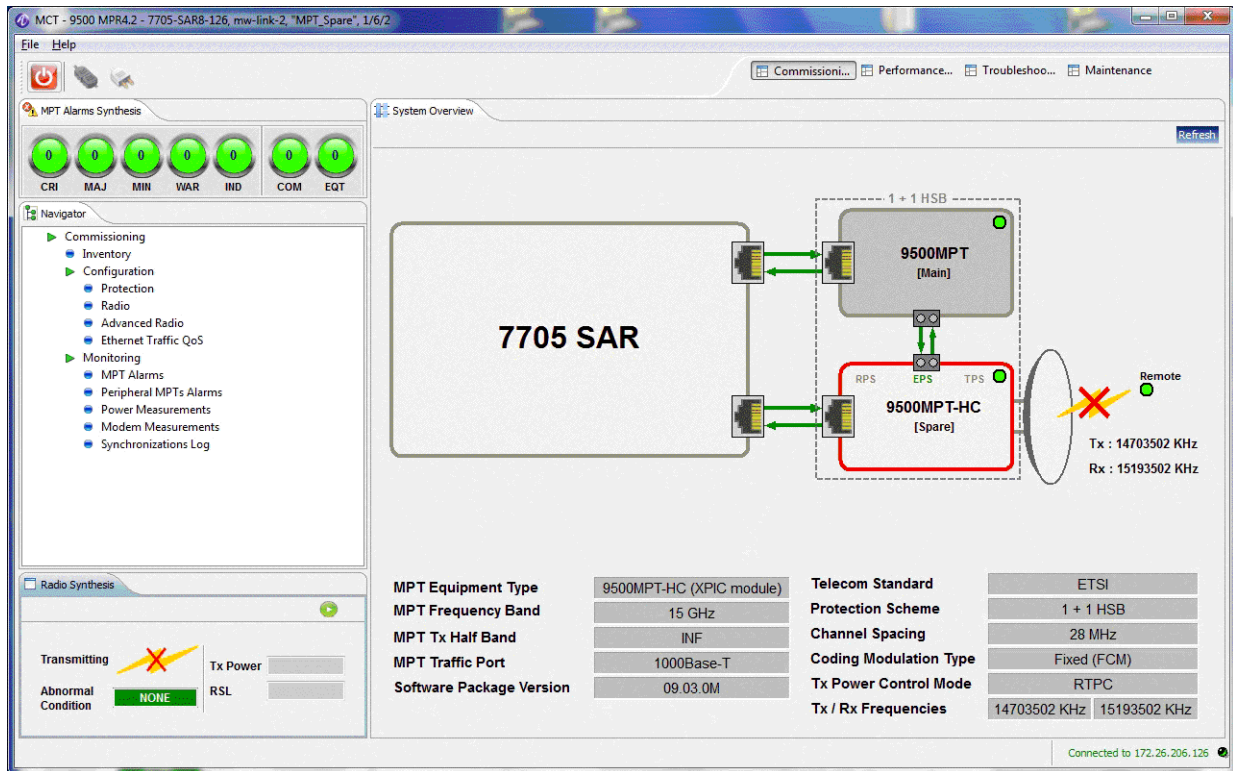 MCT - 9500 MPR4.2 - 7705-SAR8-126, mw-link-2, "MPT_Spare", 1/6/2
File Help
Commissioni... Performance... Troubleshoo... Maintenance
MPT Alarms Synthesis
0 0 0 0 0 0 0
CRI MAJ MIN WAR IND COM EQT
Navigator
Commissioning
Inventory
Configuration
Protection
Radio
Advanced Radio
Ethernet Traffic QoS
Monitoring
MPT Alarms
Peripheral MPTs Alarms
Power Measurements
Modem Measurements
Synchronizations Log
Radio Synthesis
Transmitting
Tx Power
Abnormal Condition
NONE
RSL
System Overview
Refresh
1 + 1 HSB
9500MPT
[Main]
7705 SAR
RPS EPS TPS
9500MPT-HC
[Spare]
Remote
Tx : 14703502 KHz
Rx : 15193502 KHz
MPT Equipment Type 9500MPT-HC (XPIC module)
MPT Frequency Band 15 GHz
MPT Tx Half Band INF
MPT Traffic Port 1000Base-T
Software Package Version 09.03.0M
Telecom Standard ETSI
Protection Scheme 1 + 1 HSB
Channel Spacing 28 MHz
Coding Modulation Type Fixed (FCM)
Tx Power Control Mode RTPC
Tx / Rx Frequencies 14703502 KHz 15193502 KHz
Connected to 172.26.206.126